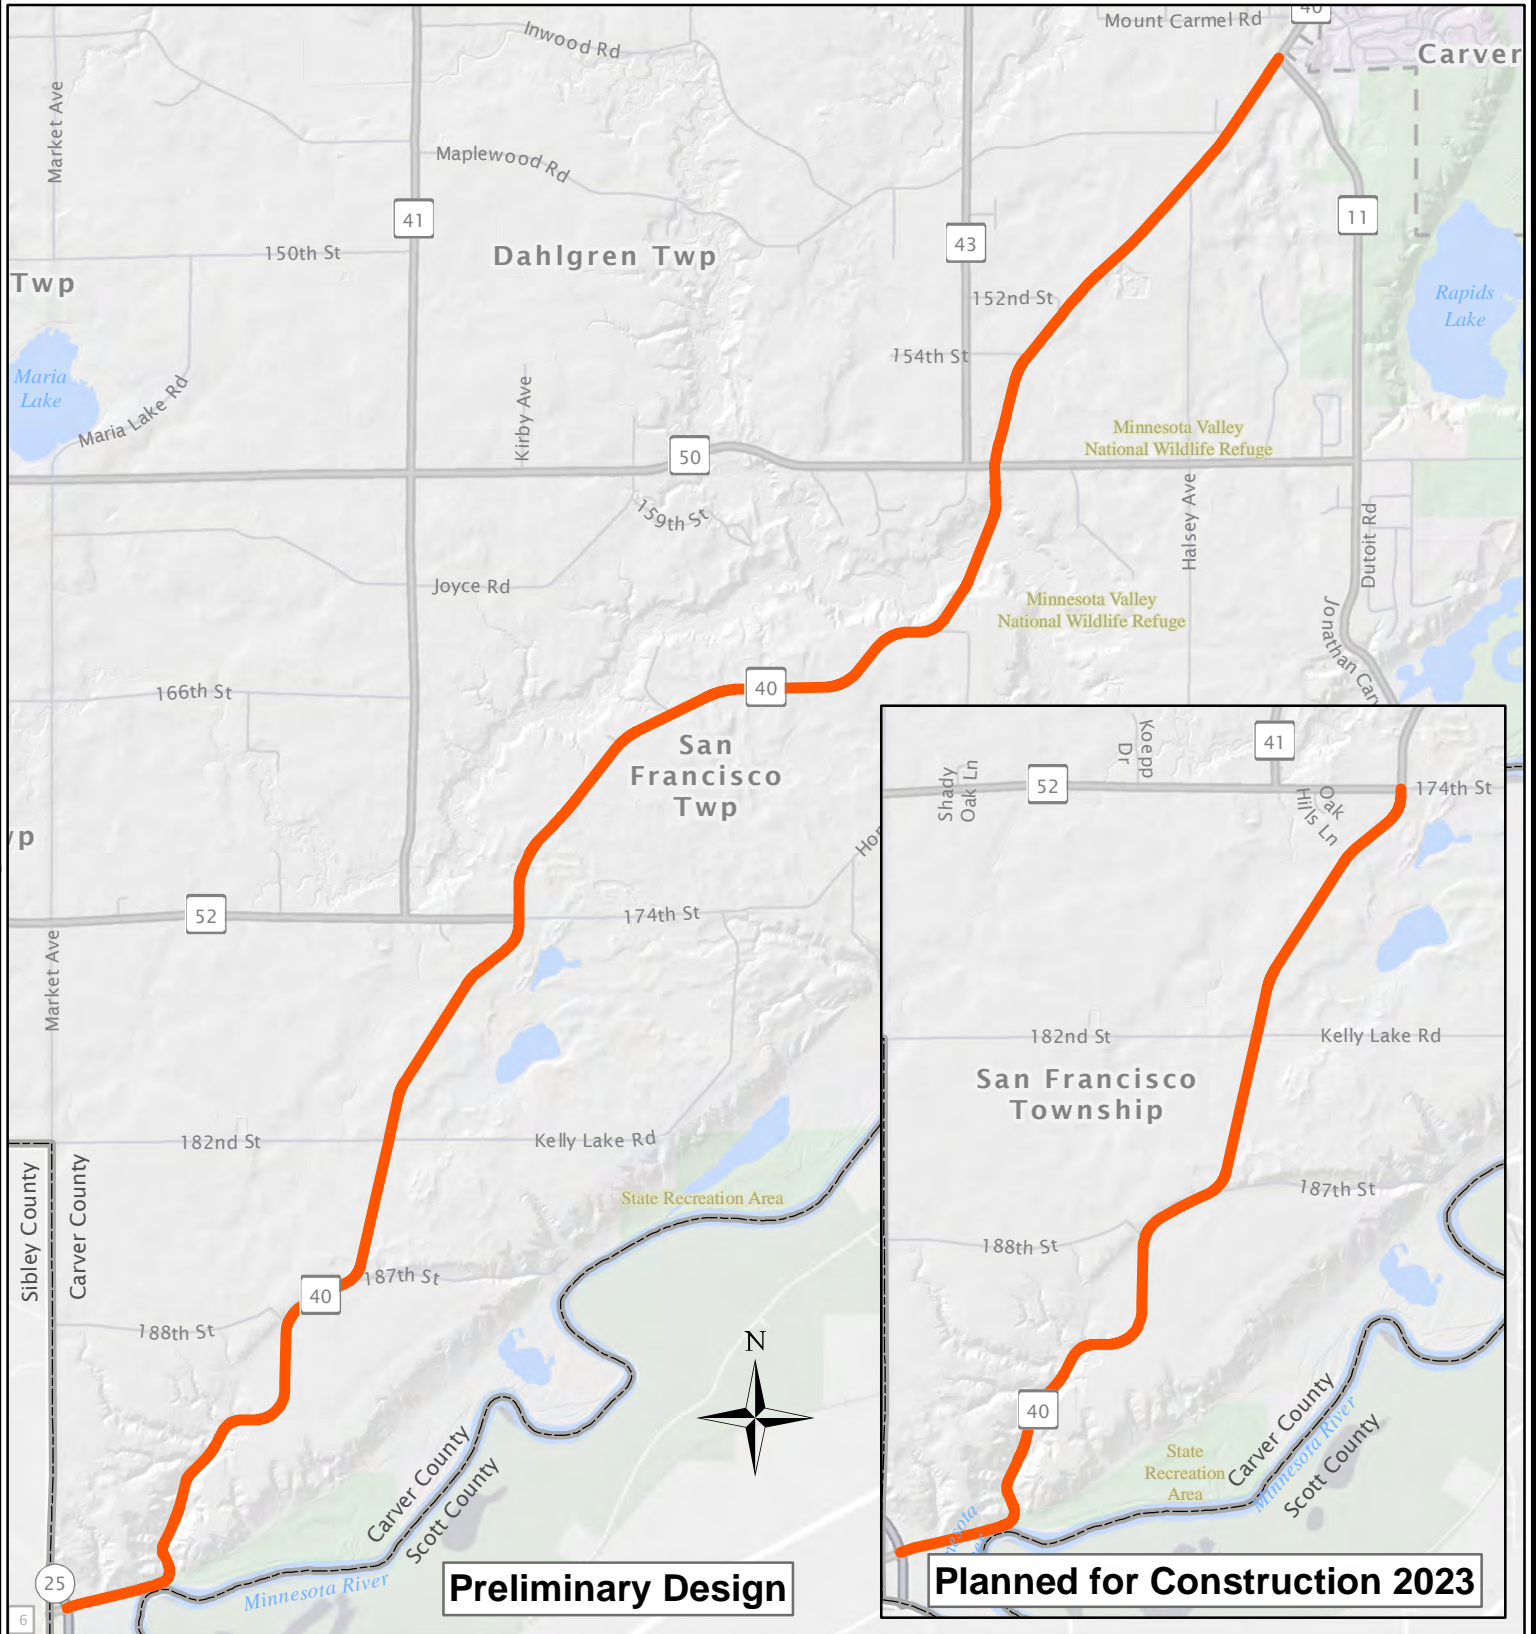 Mount Carmel Rd
40
Carver
Inwood Rd
Market Ave
Maplewood Rd
41
11
43
150th St
Dahlgren Twp
Twp
152nd St
Rapids
Lake
154th St
Maria
Lake
Maria Lake Rd
Kirby Ave
Minnesota Valley
National Wildlife Refuge
50
159th St
Halsey Ave
Dutoit Rd
Joyce Rd
Minnesota Valley
National Wildlife Refuge
Jonathan Car
166th St
40
San
Francisco
Twp
Hor
52
174th St
Market Ave
182nd St
Kelly Lake Rd
Sibley County
Carver County
State Recreation Area
187th St
40
188th St
N
Carver County
Scott County
25
6
Minnesota River
Preliminary Design
Koepp
Dr
41
Shady
Oak Ln
52
Oak
Hills Ln
174th St
182nd St
Kelly Lake Rd
San Francisco
Township
187th St
188th St
40
State
Recreation
Area
Carver County
Minnesota River
Scott County
Planned for Construction 2023